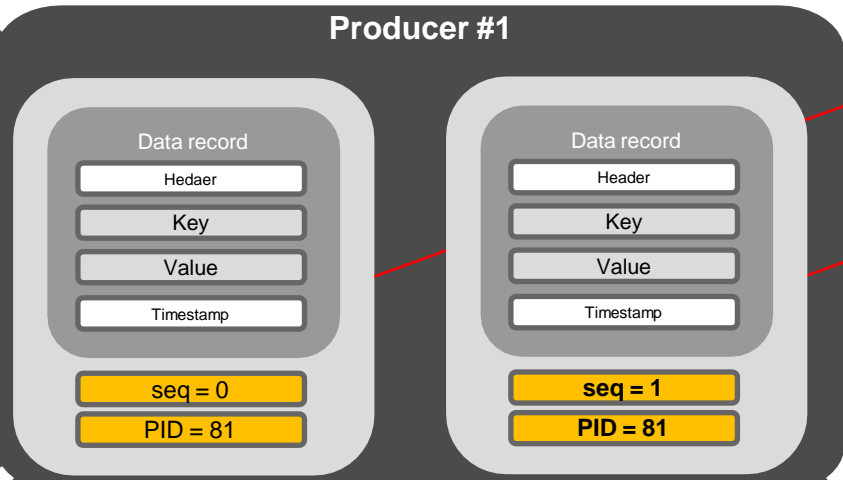 Producer #1
Data record
Hedaer
Key
Value
Timestamp
seq = 0
PID = 81
Data record
Header
Key
Value
Timestamp
seq = 1
PID = 81